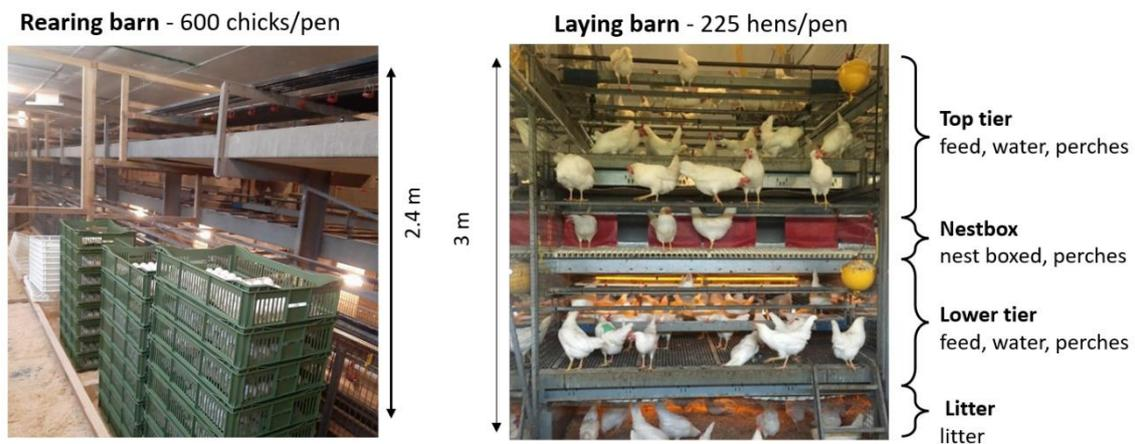 Rearing barn - 600 chicks/pen
Laying barn - 225 hens/pen
2.4 m
3 m
Top tier
feed, water, perches
Nestbox
nest boxed, perches
Lower tier
feed, water, perches
Litter
litter